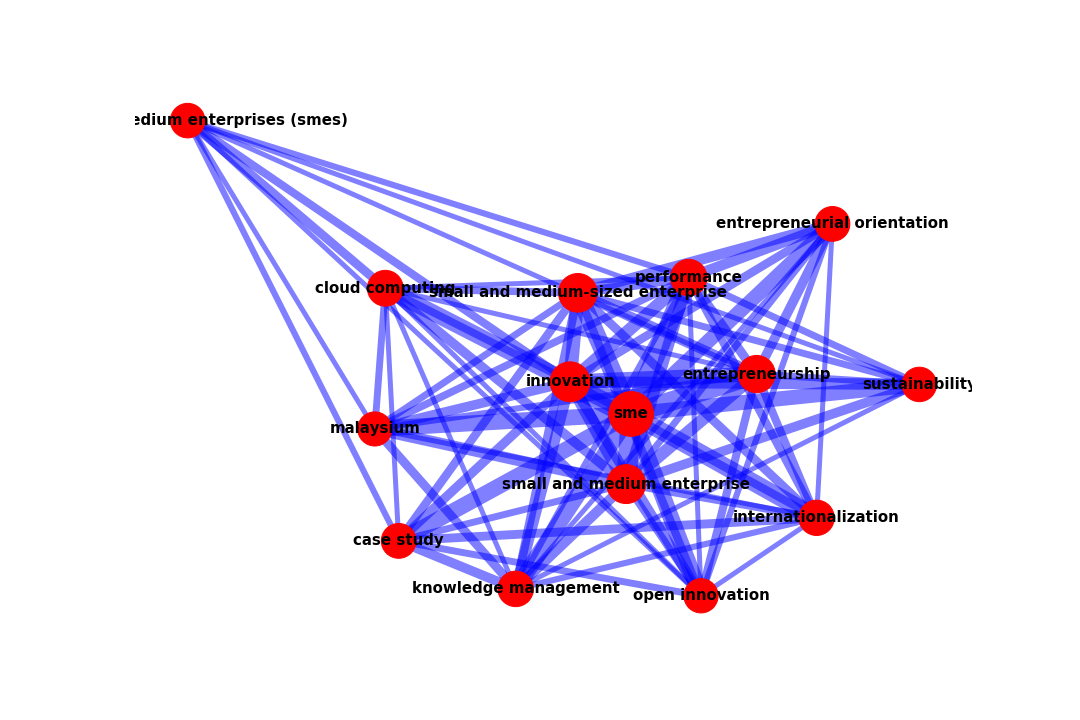 edium enterprises (smes)
entrepreneurial orientation
performance
cloud computing
small and medium-sized enterprise
innovation
entrepreneurship
sustainability
sme
malaysium
small and medium enterprise
internationalization
case study
knowledge management
open innovation